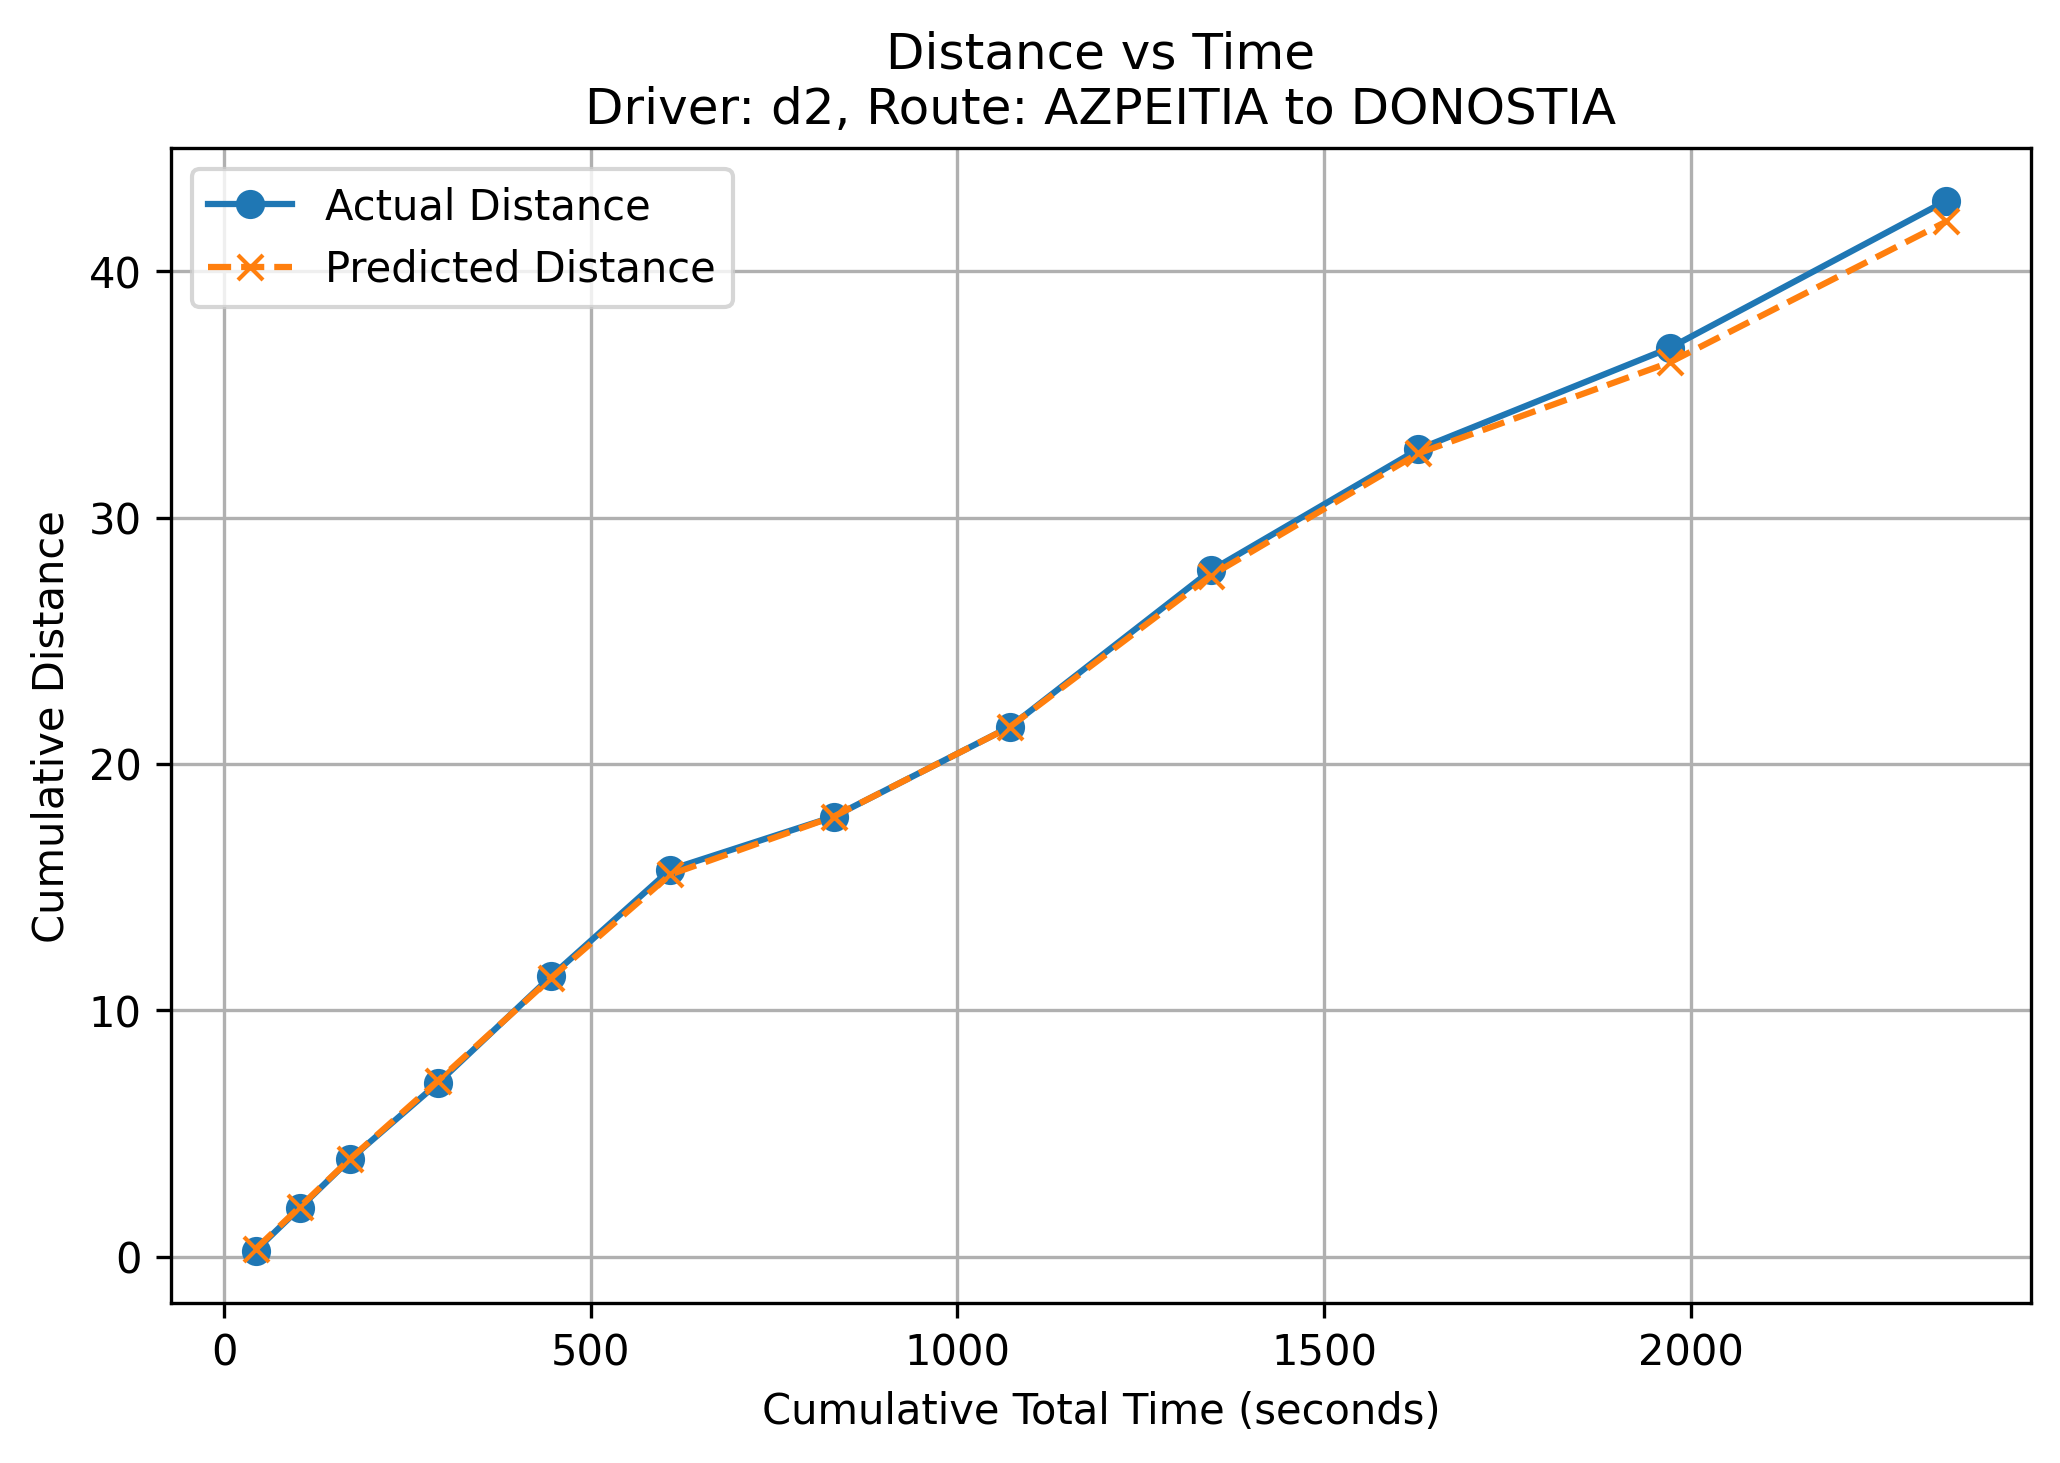 Distance vs Time
Driver: d2, Route: AZPEITIA to DONOSTIA
Actual Distance
Predicted Distance
Cumulative Distance
40
30
20
10
0
0 500 1000 1500 2000
Cumulative Total Time (seconds)